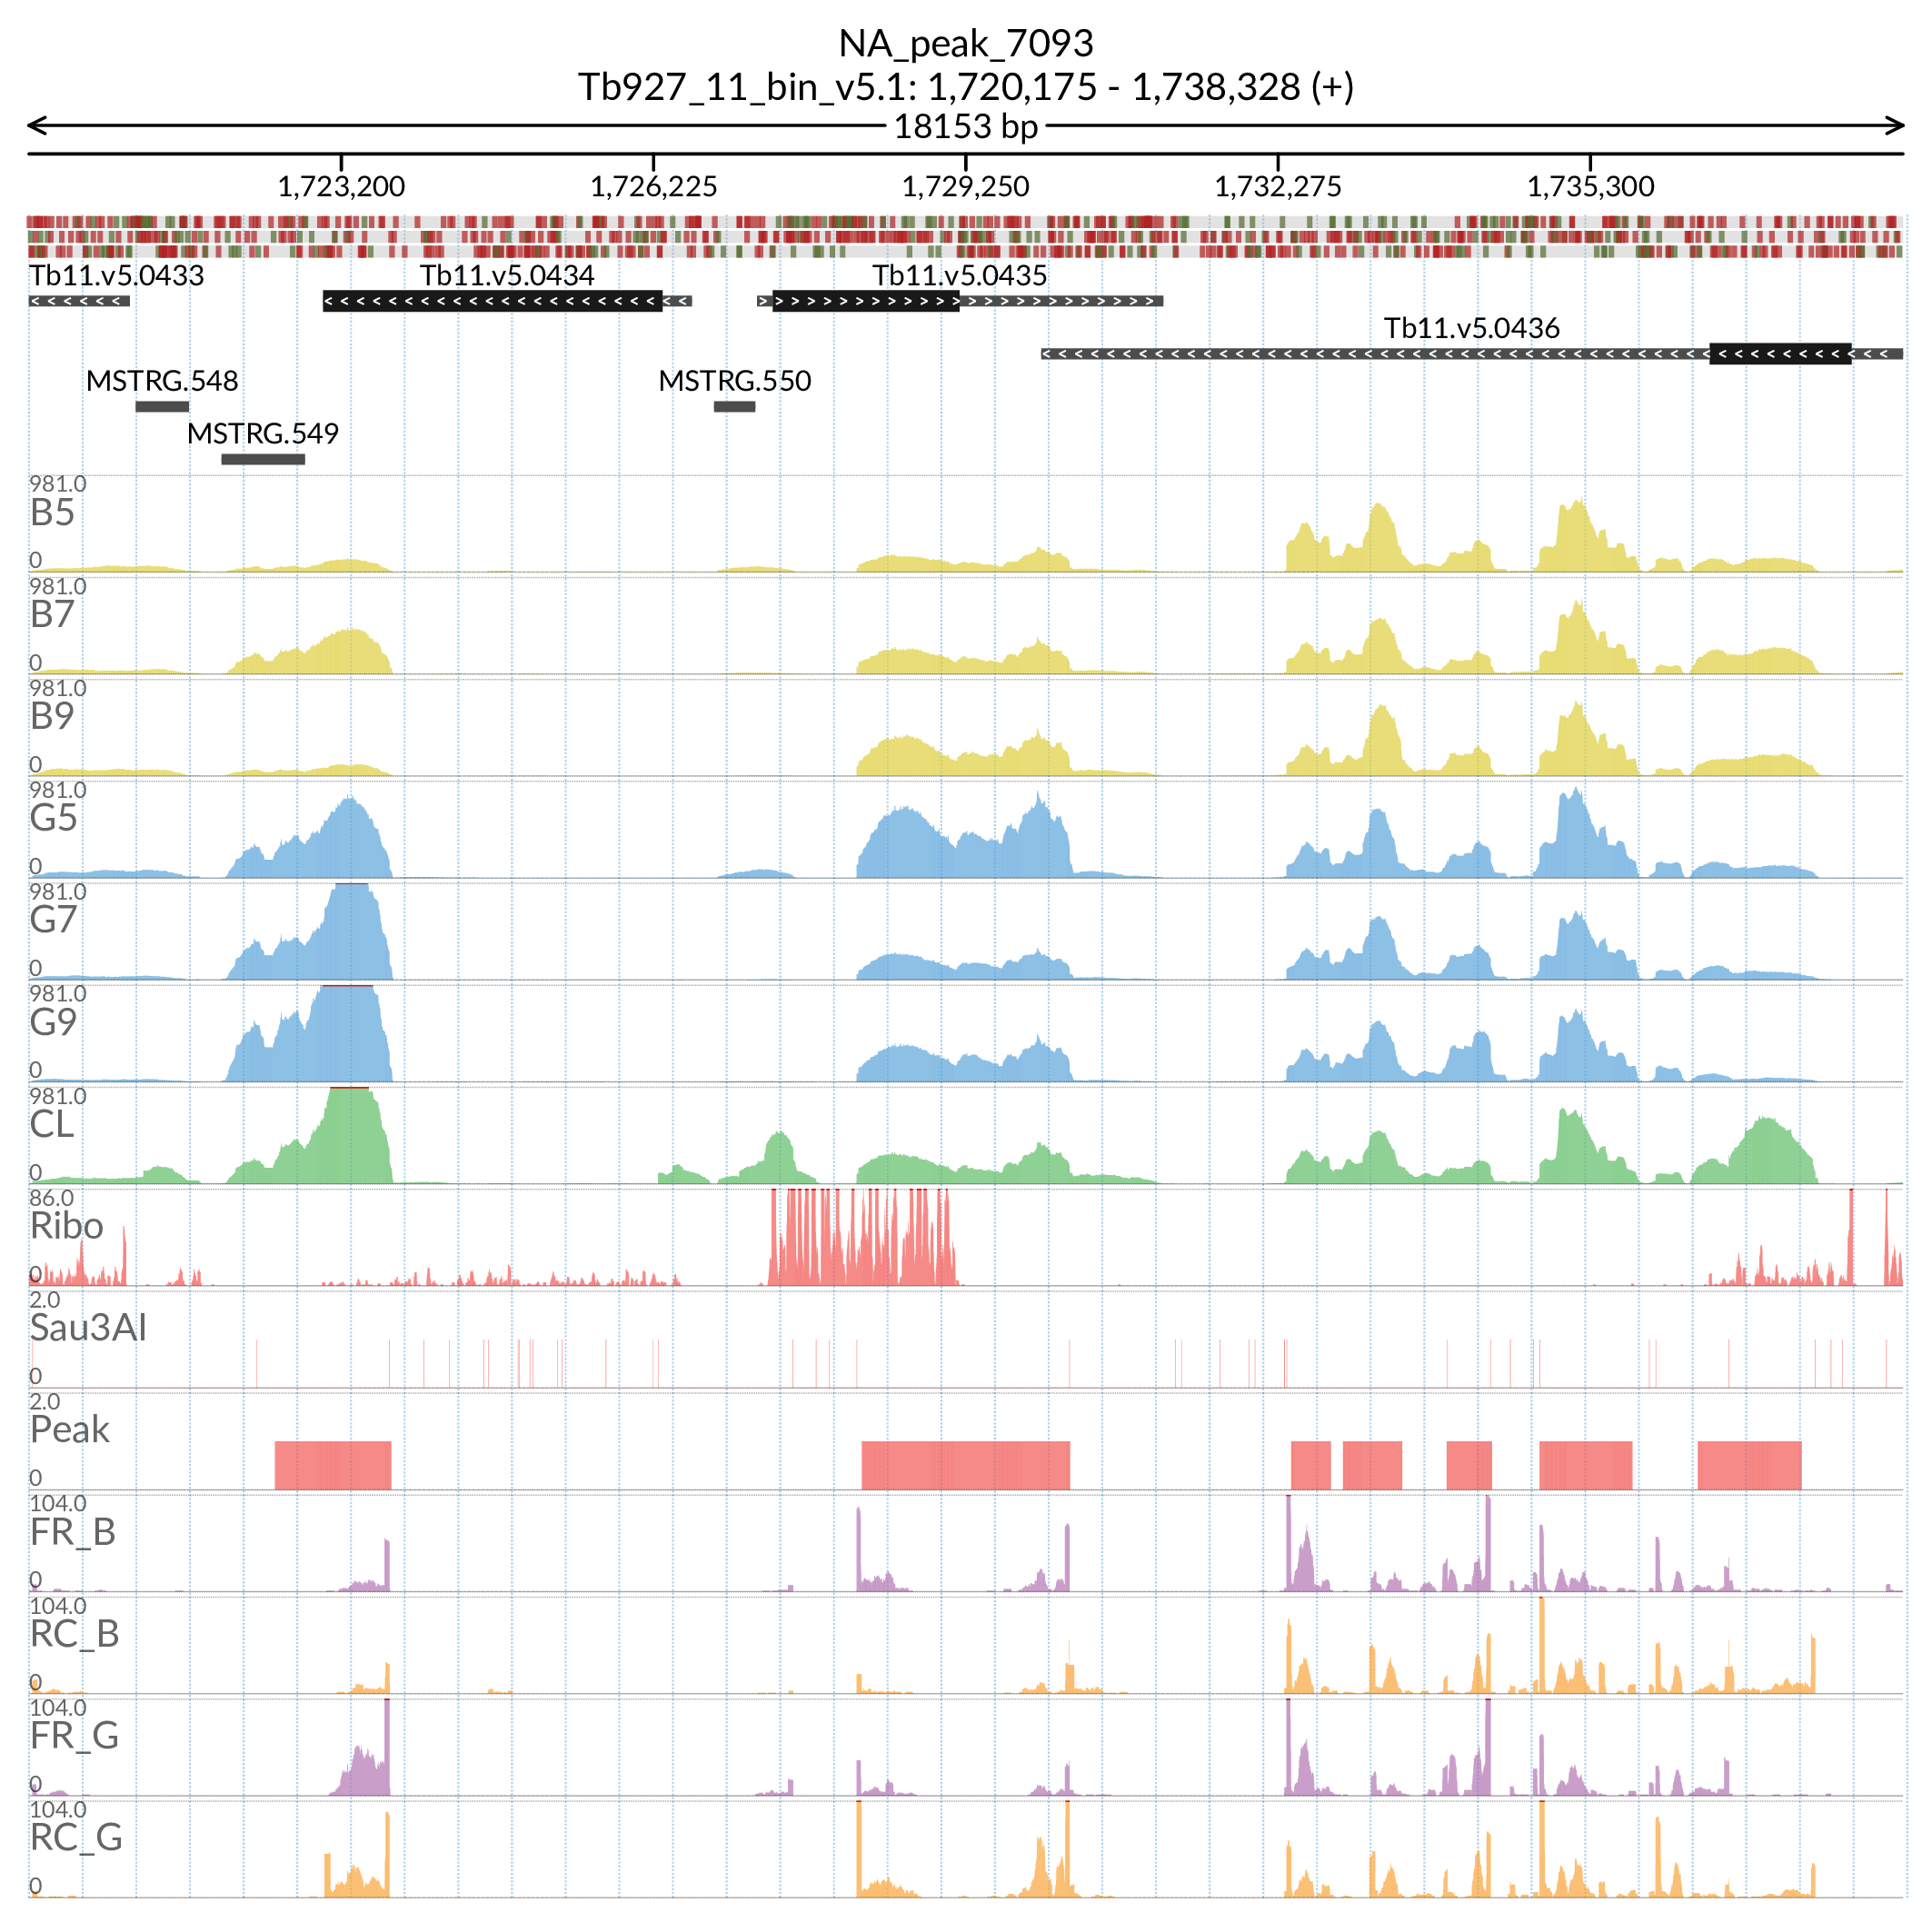 NA_peak_7093
Tb927_11_bin_v5.1: 1,720,175 - 1,738,328 (+)
18153 bp
1,723,200 1,726,225 1,729,250 1,732,275 1,735,300
Tb11.v5.0433 Tb11.v5.0434 Tb11.v5.0435
Tb11.v5.0436
MSTRG.548 MSTRG.550
MSTRG.549
981.0
B5
0
981.0
B7
0
981.0
B9
0
981.0
G5
0
981.0
G7
0
981.0
G9
0
981.0
CL
0
86.0
Ribo
0
2.0
Sau3AI
0
2.0
Peak
0
104.0
FR_B
0
104.0
RC_B
0
104.0
FR_G
0
104.0
RC_G
0